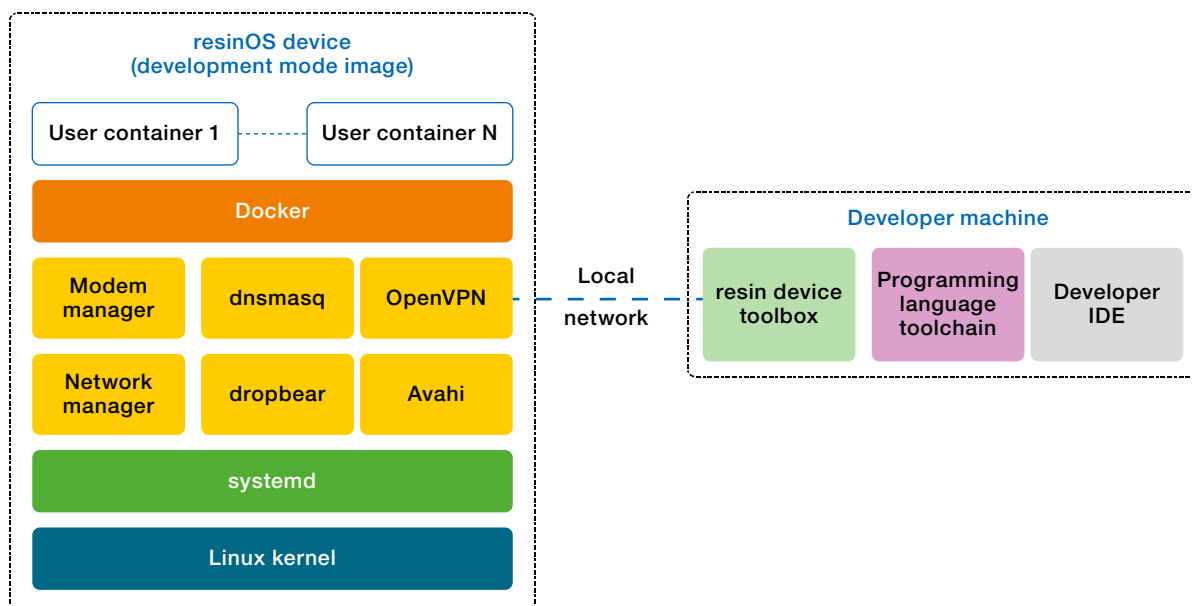 resinOS device
(development mode image)
User container 1
User container N
Docker
Modem
manager
dnsmasq
OpenVPN
Network
manager
dropbear
Avahi
systemd
Linux kernel
Local
network
Developer machine
resin device
toolbox
Programming
language
toolchain
Developer
IDE